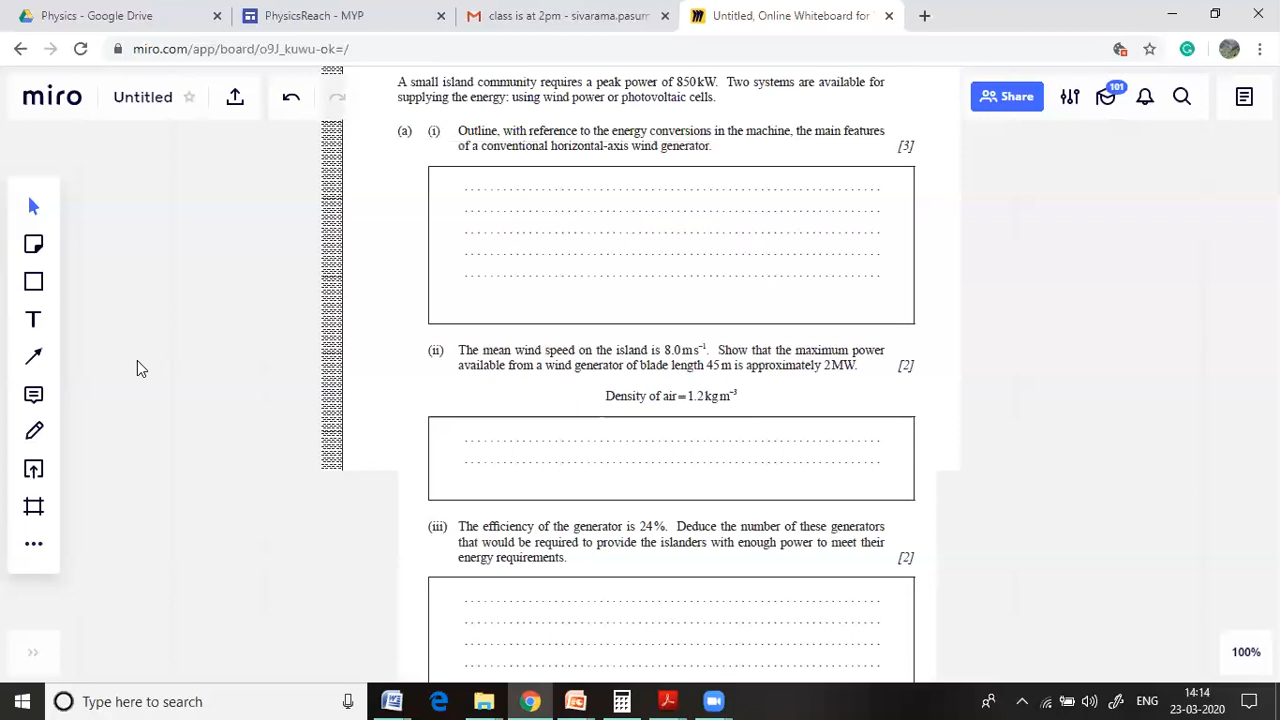 Physics - Google Drive
PhysicsReach - MYP
class is at 2pm - sivarama.pasum
Untitled, Online Whiteboard for
miro.com/app/board/o9J_kuwu-ok=/
miro
Untitled
Share
101
A small island community requires a peak power of 850 kW. Two systems are available for
supplying the energy: using wind power or photovoltaic cells.
(a) (i) Outline, with reference to the energy conversions in the machine, the main features
of a conventional horizontal-axis wind generator. [3]
(ii) The mean wind speed on the island is 8.0 m s⁻¹. Show that the maximum power
available from a wind generator of blade length 45 m is approximately 2 MW. [2]
Density of air = 1.2 kg m⁻³
(iii) The efficiency of the generator is 24%. Deduce the number of these generators
that would be required to provide the islanders with enough power to meet their
energy requirements. [2]
100%
Type here to search
ENG
14:14
23-03-2020